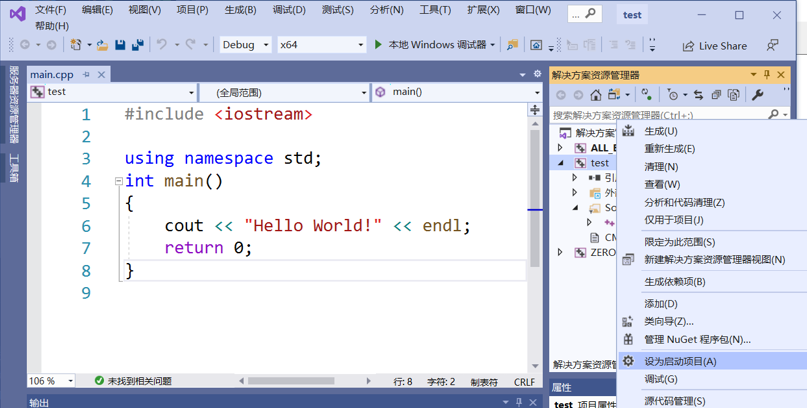 文件(F) 编辑(E) 视图(V) 项目(P) 生成(B) 调试(D) 测试(S) 分析(N) 工具(T) 扩展(X) 窗口(W) ... test
帮助(H)
Debug x64 本地 Windows 调试器 Live Share
服务器资源管理器
工具箱
main.cpp
test (全局范围) main()
1 #include <iostream>
2
3 using namespace std;
4 int main()
5 {
6 cout << "Hello World!" << endl;
7 return 0;
8 }
9
106 % 未找到相关问题 行: 8 字符: 2 制表符 CRLF
输出
解决方案资源管理器
搜索解决方案资源管理器(Ctrl+;)
解决方
ALL_B
test
引
外
So
CM
ZERO
解决方案资源管
属性
test 项目属性
生成(U)
重新生成(E)
清理(N)
查看(W)
分析和代码清理(Z)
仅用于项目(J)
限定为此范围(S)
新建解决方案资源管理器视图(N)
生成依赖项(B)
添加(D)
类向导(Z)...
管理 NuGet 程序包(N)...
设为启动项目(A)
调试(G)
源代码管理(S)